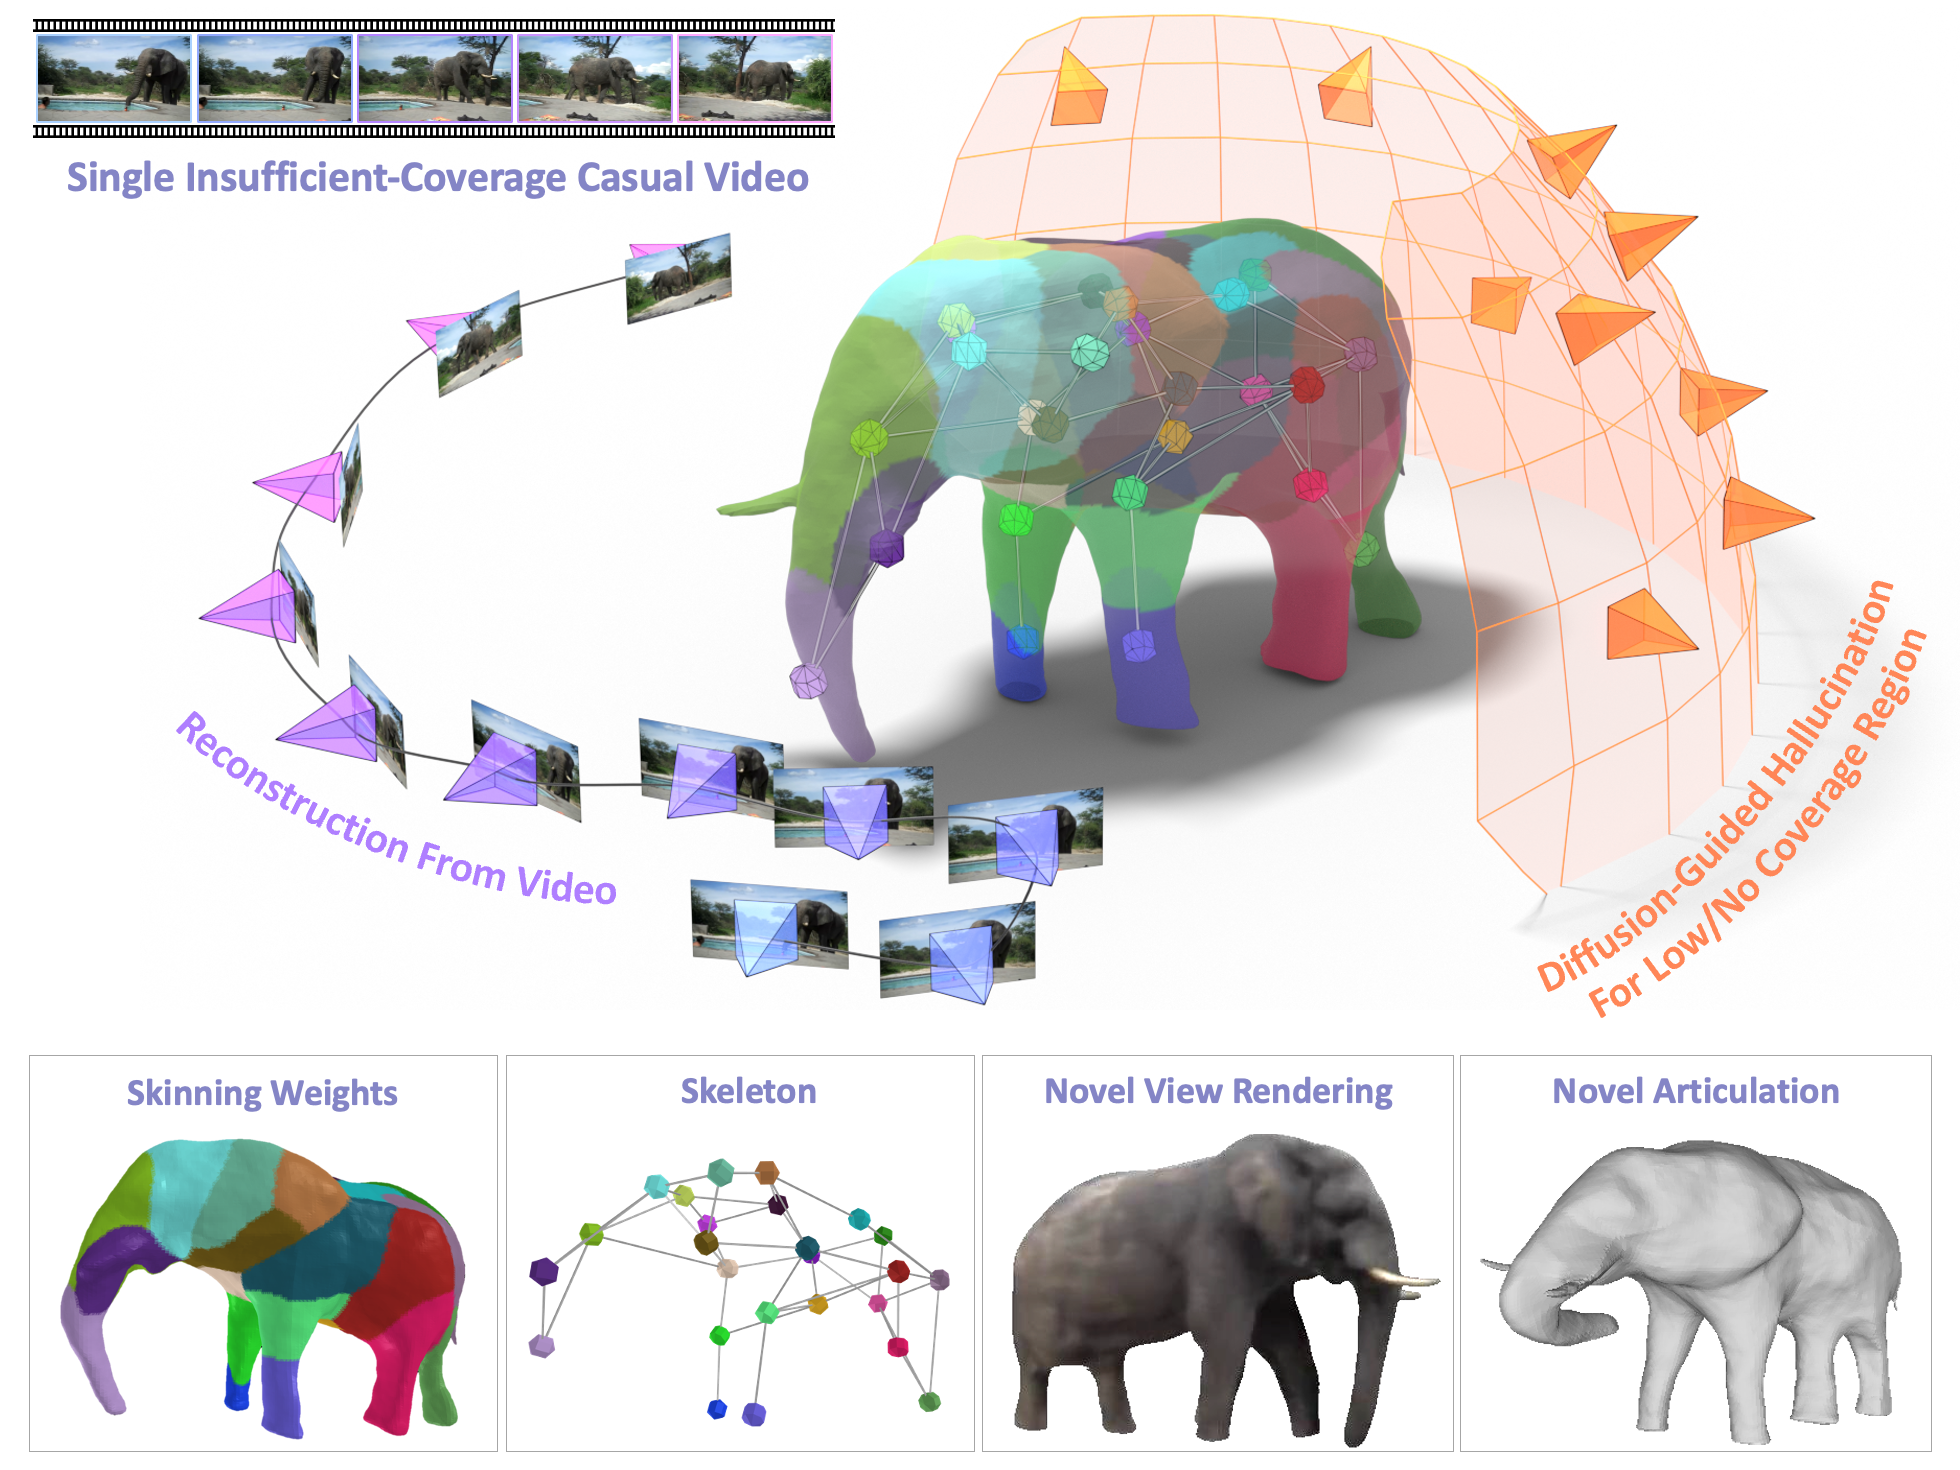 Single Insufficient-Coverage Casual Video
Reconstruction From Video
Diffusion-Guided Hallucination
For Low/No Coverage Region
Skinning Weights
Skeleton
Novel View Rendering
Novel Articulation